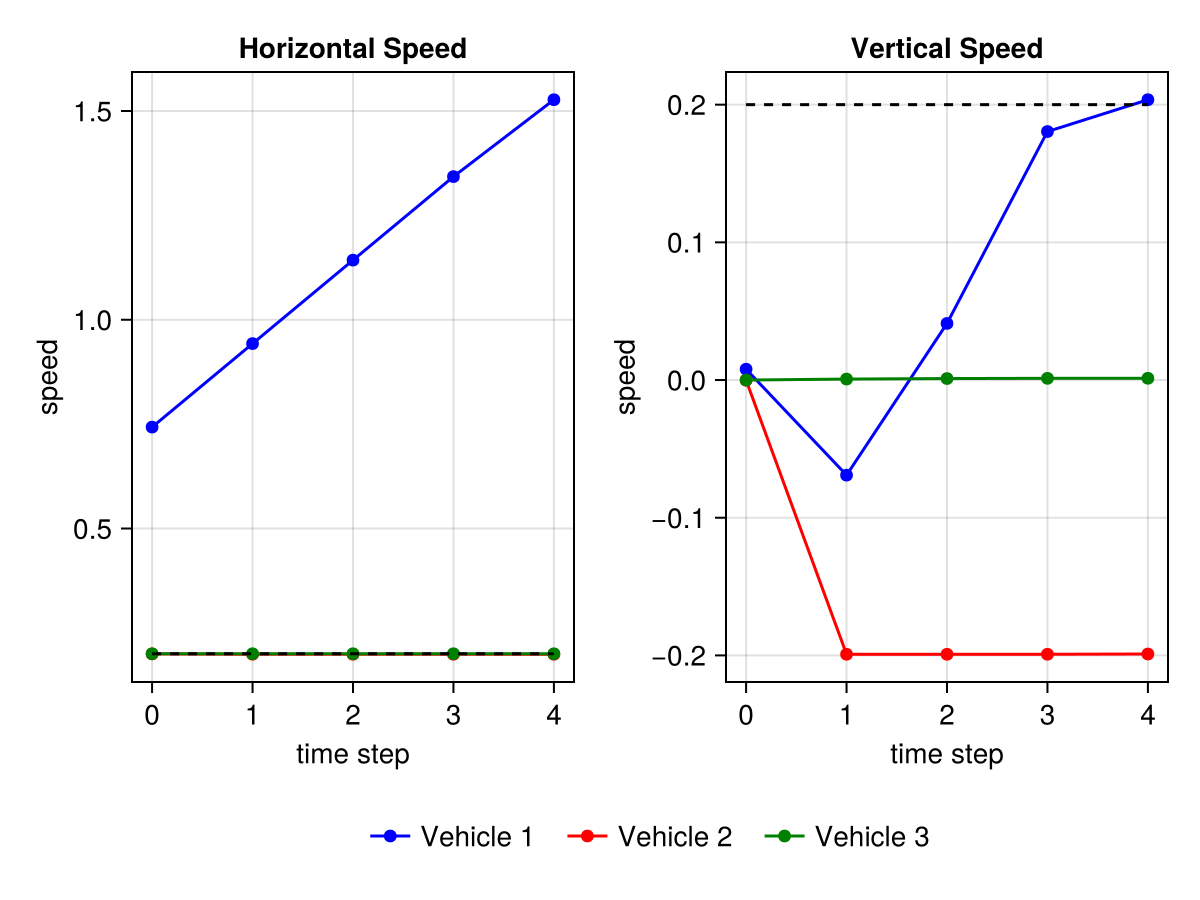 Horizontal Speed
1.5
1.0
0.5
speed
0 1 2 3 4
time step
Vertical Speed
0.2
0.1
0.0
−0.1
−0.2
speed
0 1 2 3 4
time step
Vehicle 1 Vehicle 2 Vehicle 3